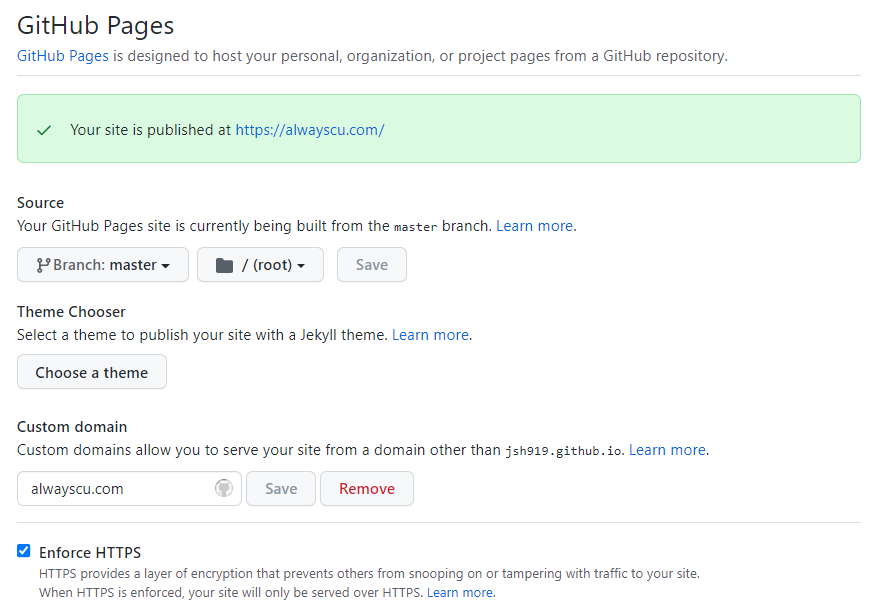 GitHub Pages
GitHub Pages is designed to host your personal, organization, or project pages from a GitHub repository.
Your site is published at https://alwayscu.com/
Source
Your GitHub Pages site is currently being built from the master branch. Learn more.
Branch: master
/ (root)
Save
Theme Chooser
Select a theme to publish your site with a Jekyll theme. Learn more.
Choose a theme
Custom domain
Custom domains allow you to serve your site from a domain other than jsh919.github.io. Learn more.
alwayscu.com
Save
Remove
Enforce HTTPS
HTTPS provides a layer of encryption that prevents others from snooping on or tampering with traffic to your site.
When HTTPS is enforced, your site will only be served over HTTPS. Learn more.